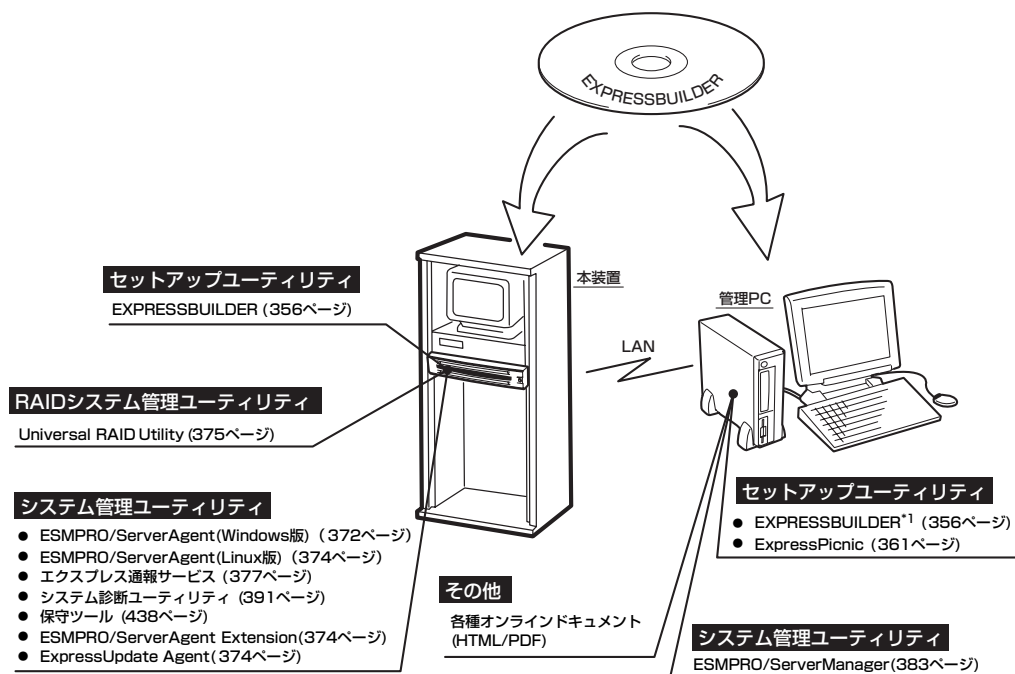 EXPRESSBUILDER
本装置
管理PC
LAN
セットアップユーティリティ
EXPRESSBUILDER (356ページ)
RAIDシステム管理ユーティリティ
Universal RAID Utility (375ページ)
システム管理ユーティリティ
● ESMPRO/ServerAgent(Windows版) (372ページ)
● ESMPRO/ServerAgent(Linux版) (374ページ)
● エクスプレス通報サービス (377ページ)
● システム診断ユーティリティ (391ページ)
● 保守ツール (438ページ)
● ESMPRO/ServerAgent Extension(374ページ)
● ExpressUpdate Agent(374ページ)
その他
各種オンラインドキュメント
(HTML/PDF)
セットアップユーティリティ
● EXPRESSBUILDER*1 (356ページ)
● ExpressPicnic (361ページ)
システム管理ユーティリティ
ESMPRO/ServerManager(383ページ)